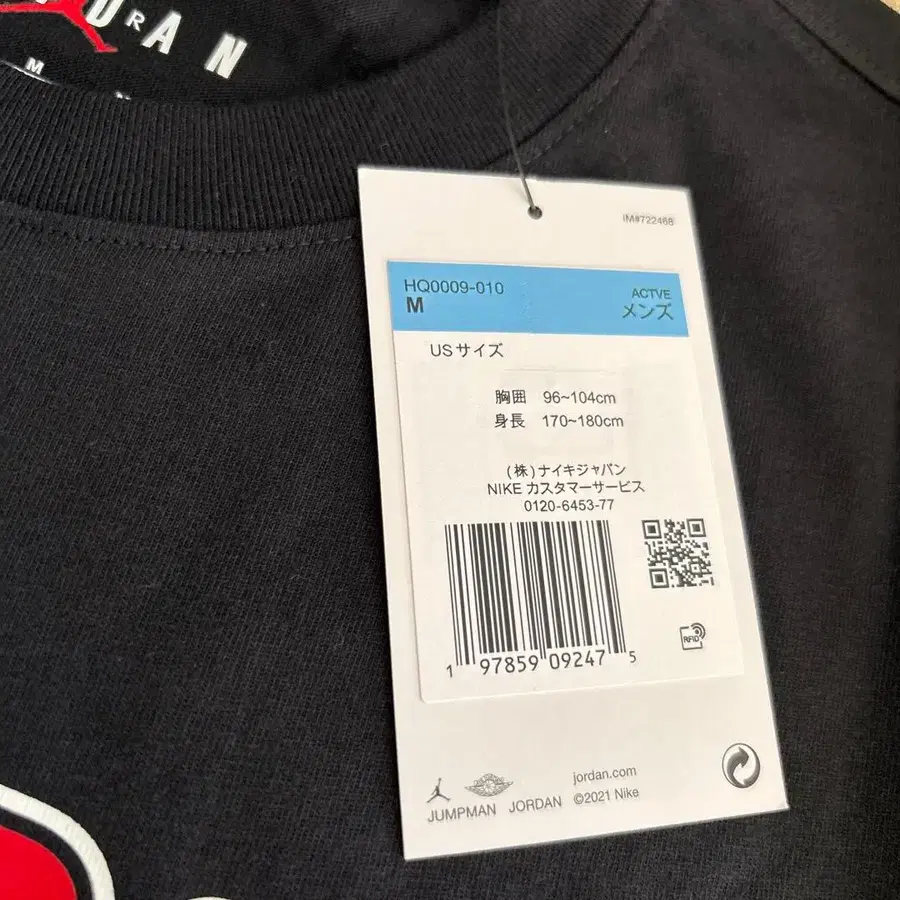 R
DAN
M
IM#722468
HQ0009-010
M
ACTVE
メンズ
USサイズ
胸囲 96~104cm
身長 170~180cm
(株)ナイキジャパン
NIKE カスタマーサービス
0120-6453-77
1 97859 09247 5
RFID
JUMPMAN JORDAN
jordan.com
©2021 Nike